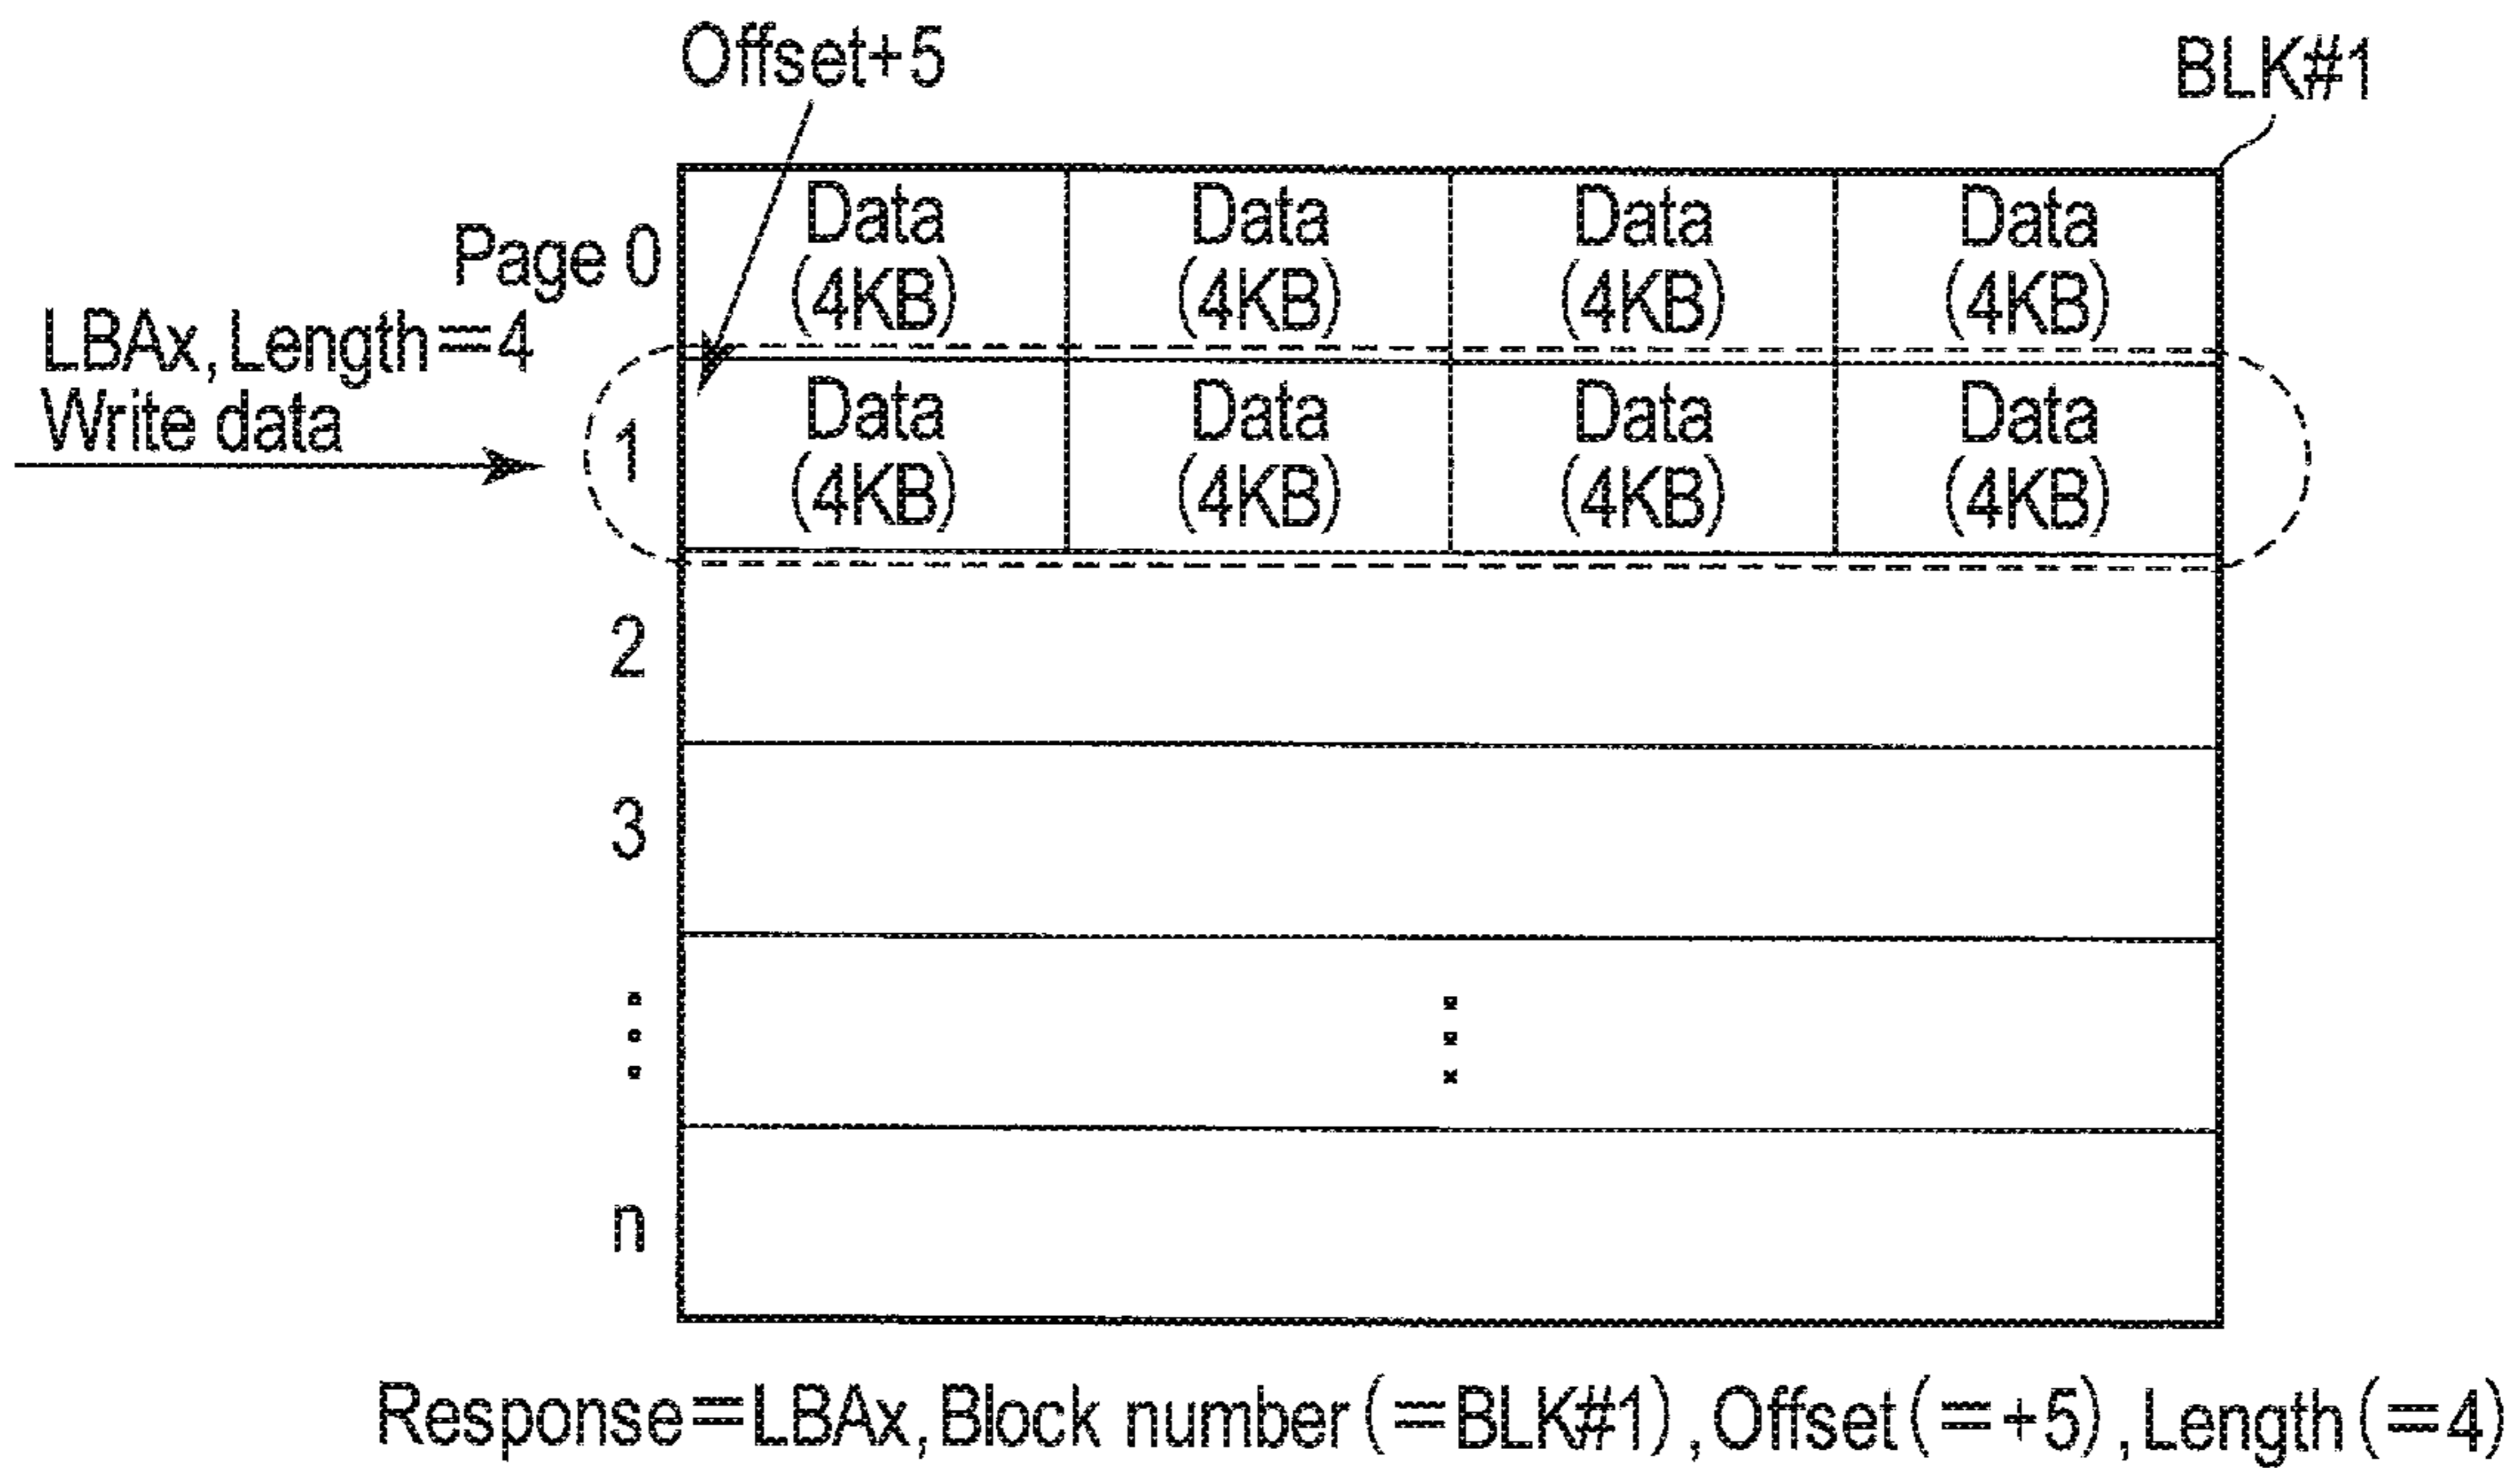 Offset+5
BLK#1
Page 0
Data Data Data Data
(4KB) (4KB) (4KB) (4KB)
LBAx,Length=4
Write data
1
Data Data Data Data
(4KB) (4KB) (4KB) (4KB)
2
3
n
Response=LBAx,Block number(=BLK#1),Offset(=+5),Length(=4)